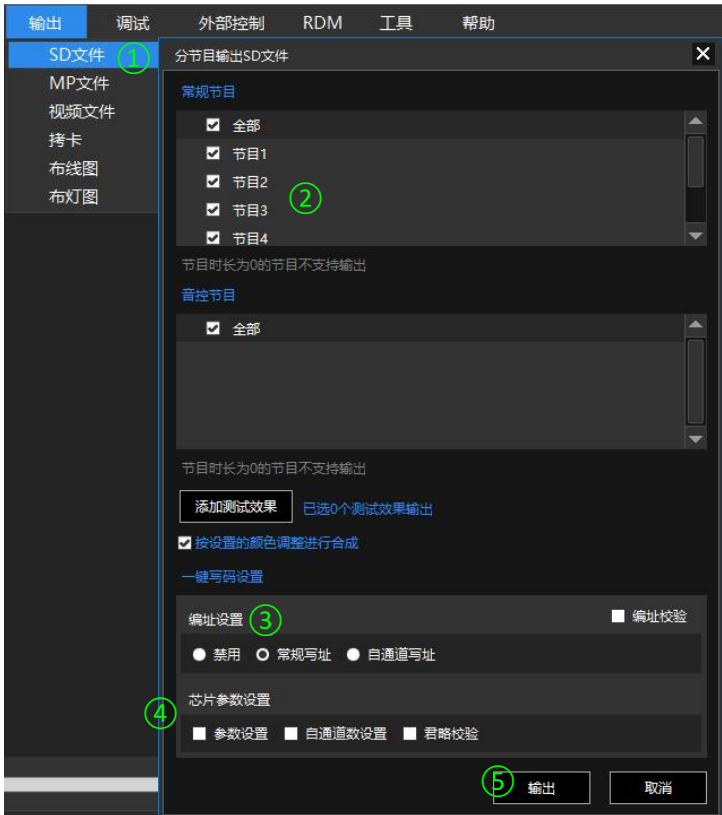 输出 调试 外部控制 RDM 工具 帮助
SD文件 ①
MP文件
视频文件
拷卡
布线图
布灯图
分节目输出SD文件
常规节目
全部
节目1
节目2
②
节目3
节目4
节目时长为0的节目不支持输出
音控节目
全部
节目时长为0的节目不支持输出
添加测试效果 已选0个测试效果输出
按设置的颜色调整进行合成
一键写码设置
编址设置 ③ 编址校验
禁用 常规写址 自通道写址
芯片参数设置
④
参数设置 自通道数设置 君略校验
⑤ 输出 取消